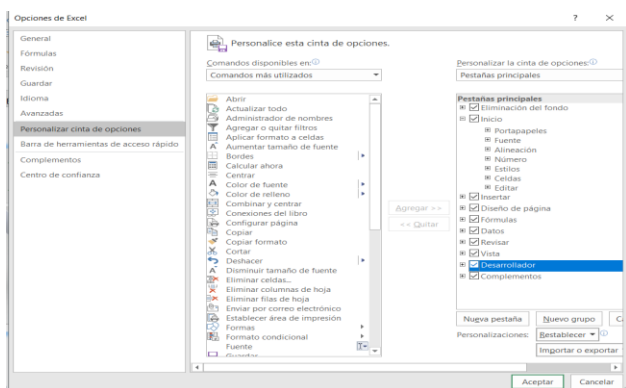 Opciones de Excel
? ×
General
Fórmulas
Revisión
Guardar
Idioma
Avanzadas
Personalizar cinta de opciones
Barra de herramientas de acceso rápido
Complementos
Centro de confianza
Personalice esta cinta de opciones.
Comandos disponibles en:
Comandos más utilizados
Abrir
Actualizar todo
Administrador de nombres
Agregar o quitar filtros
Aplicar formato a celdas
Aumentar tamaño de fuente
Bordes
Calcular ahora
Centrar
Color de fuente
Color de relleno
Combinar y centrar
Conexiones del libro
Configurar página
Copiar
Copiar formato
Cortar
Deshacer
Disminuir tamaño de fuente
Eliminar celdas...
Eliminar columnas de hoja
Eliminar filas de hoja
Enviar por correo electrónico
Establecer área de impresión
Formas
Formato condicional
Fuente
Guardar
Agregar >>
<< Quitar
Personalizar la cinta de opciones:
Pestañas principales
Pestañas principales
Eliminación del fondo
Inicio
Portapapeles
Fuente
Alineación
Número
Estilos
Celdas
Editar
Insertar
Diseño de página
Fórmulas
Datos
Revisar
Vista
Desarrollador
Complementos
Nueva pestaña
Nuevo grupo
Personalizaciones:
Restablecer
Importar o exportar
Aceptar
Cancelar